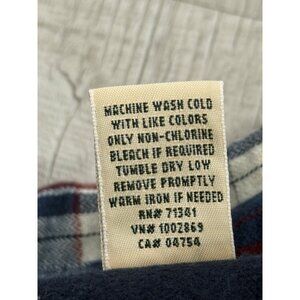 MACHINE WASH COLD
WITH LIKE COLORS
ONLY NON-CHLORINE
BLEACH IF REQUIRED
TUMBLE DRY LOW
REMOVE PROMPTLY
WARM IRON IF NEEDED
RN# 71341
VN# 1002869
CA# 04754